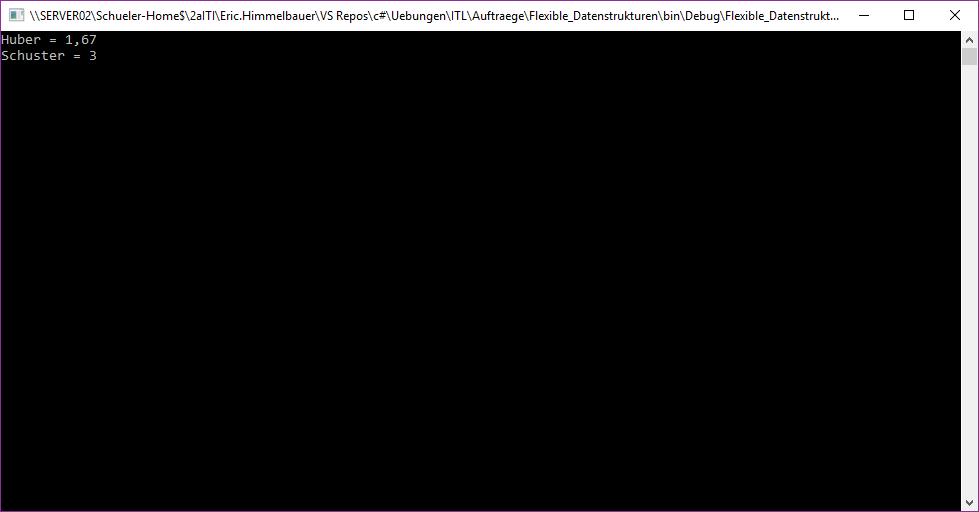 \\SERVER02\Schueler-Home$\2aITI\Eric.Himmelbauer\VS Repos\c#\Uebungen\ITL\Auftraege\Flexible_Datenstrukturen\bin\Debug\Flexible_Datenstrukt...
Huber = 1,67
Schuster = 3